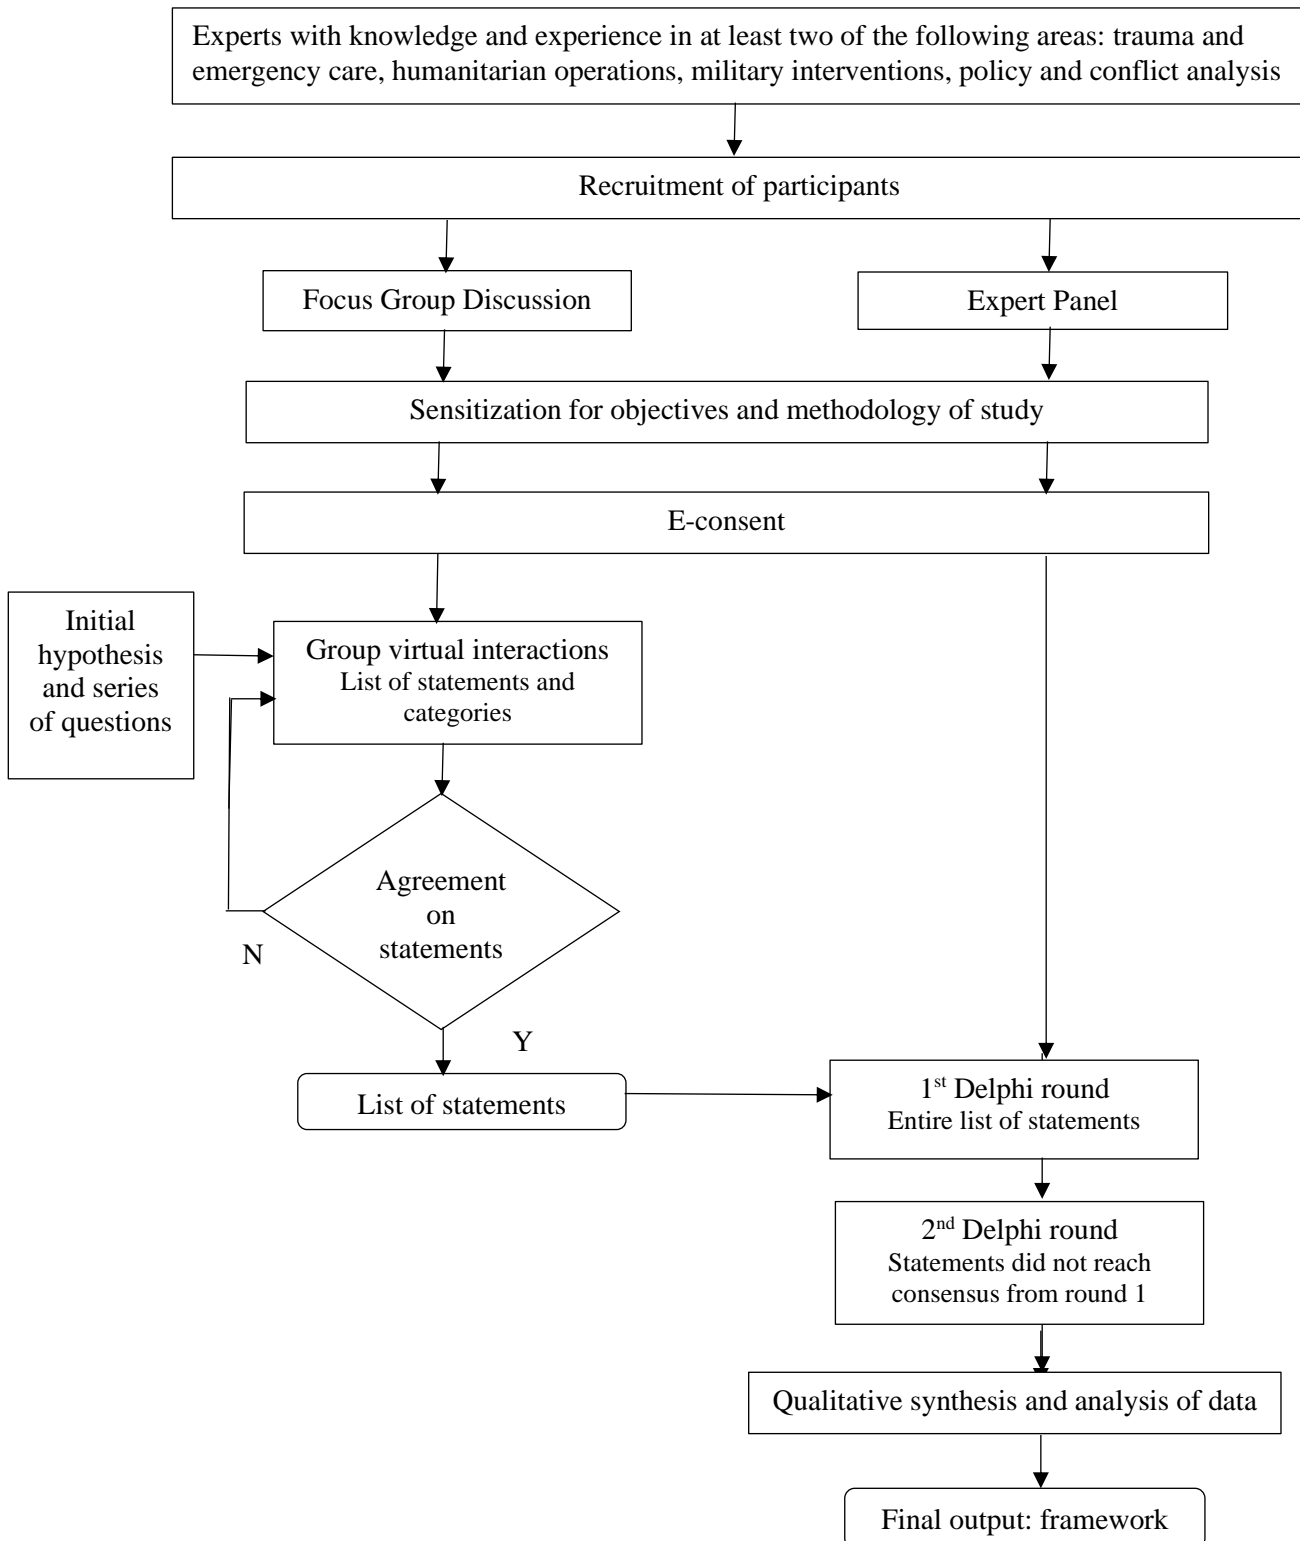 Experts with knowledge and experience in at least two of the following areas: trauma and
emergency care, humanitarian operations, military interventions, policy and conflict analysis
Recruitment of participants
Focus Group Discussion
Expert Panel
Sensitization for objectives and methodology of study
E-consent
Initial
hypothesis
and series
of questions
Group virtual interactions
List of statements and
categories
Agreement
on
statements
N
Y
List of statements
1st Delphi round
Entire list of statements
2nd Delphi round
Statements did not reach
consensus from round 1
Qualitative synthesis and analysis of data
Final output: framework